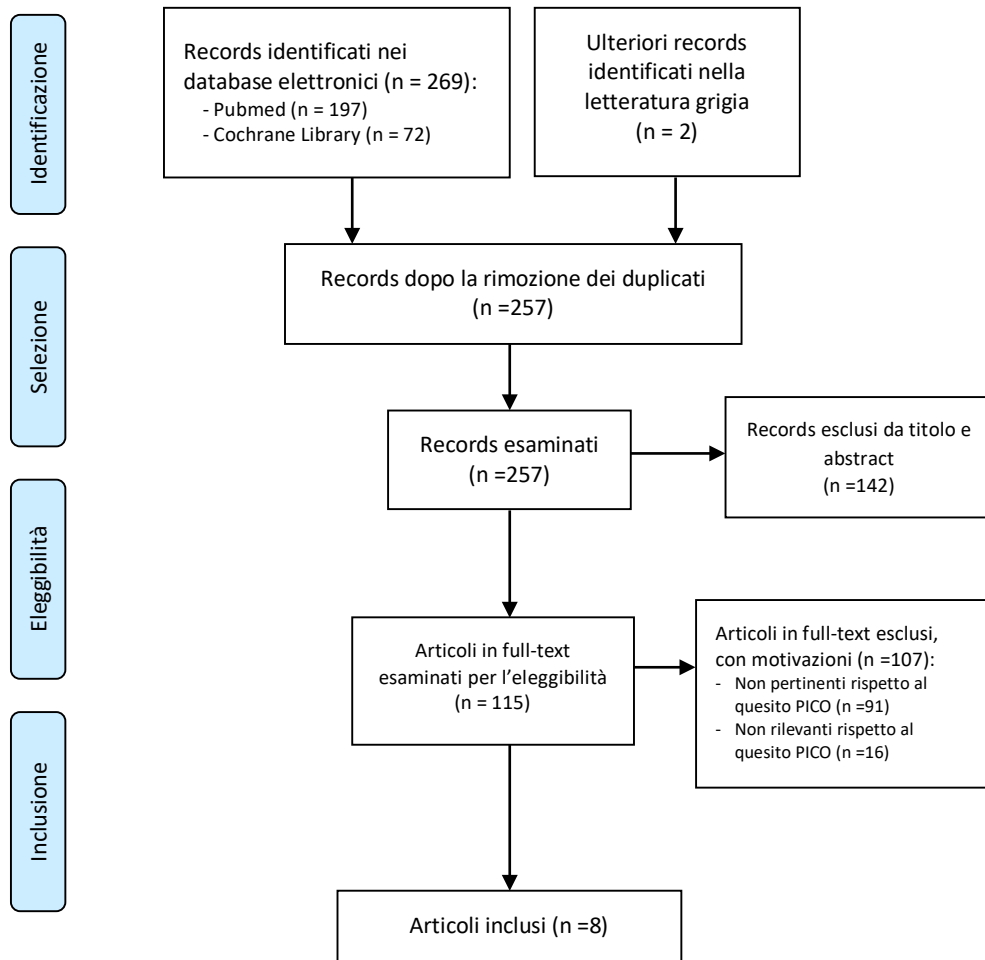 Identificazione
Records identificati nei
database elettronici (n = 269):
- Pubmed (n = 197)
- Cochrane Library (n = 72)
Ulteriori records
identificati nella
letteratura grigia
(n = 2)
Selezione
Records dopo la rimozione dei duplicati
(n =257)
Records esaminati
(n =257)
Records esclusi da titolo e
abstract
(n =142)
Eleggibilità
Articoli in full-text
esaminati per l'eleggibilità
(n = 115)
Articoli in full-text esclusi,
con motivazioni (n =107):
- Non pertinenti rispetto al
quesito PICO (n =91)
- Non rilevanti rispetto al
quesito PICO (n =16)
Inclusione
Articoli inclusi (n =8)